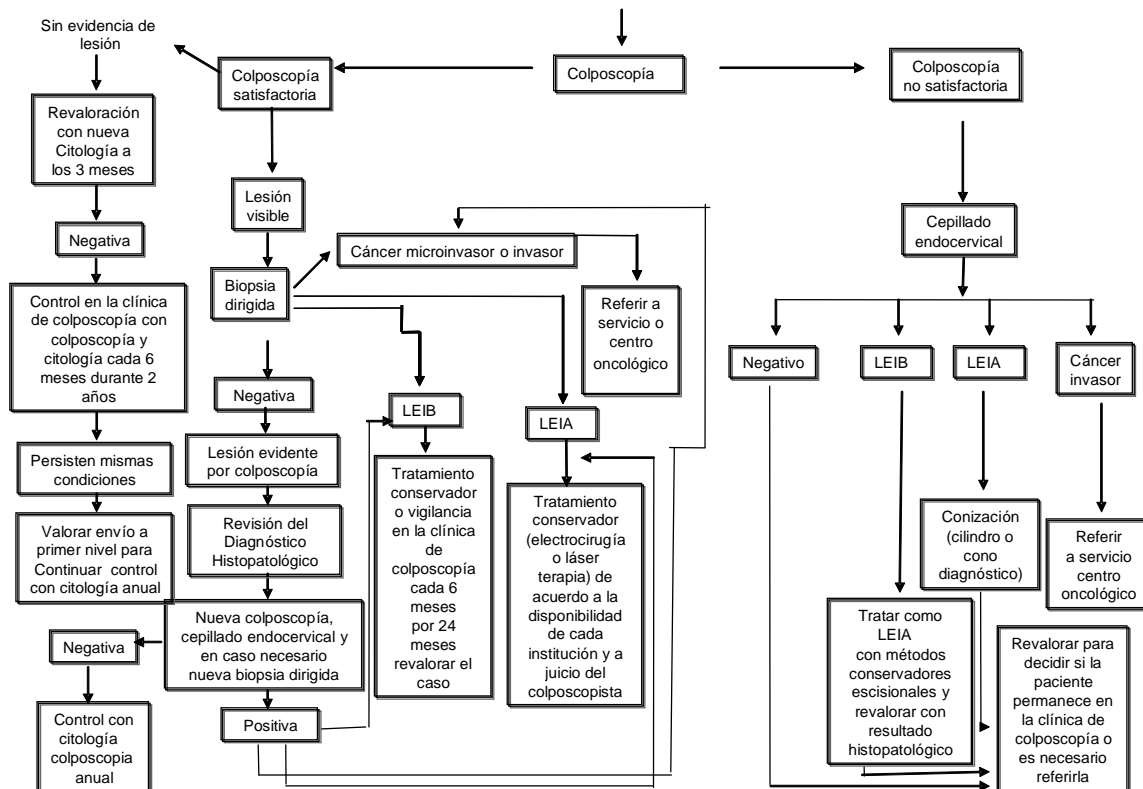 Sin evidencia de
lesión
Colposcopía
satisfactoria
Colposcopía
Colposcopía
no satisfactoria
Revaloración
con nueva
Citología a
los 3 meses
Lesión
visible
Cepillado
endocervical
Negativa
Cáncer microinvasor o invasor
Biopsia
dirigida
Control en la clínica
de colposcopía con
colposcopía y
citología cada 6
meses durante 2
años
Referir a
servicio o
centro
oncológico
Negativo
LEIB
LEIA
Cáncer
invasor
Negativa
LEIB
LEIA
Persisten mismas
condiciones
Lesión evidente
por colposcopía
Tratamiento
conservador
o vigilancia
en la clínica
de
colposcopía
cada 6
meses
por 24
meses
revalorar el
caso
Tratamiento
conservador
(electrocirugía
o láser
terapia) de
acuerdo a la
disponibilidad
de cada
institución y a
juicio del
colposcopista
Valorar envío a
primer nivel para
Continuar control
con citología anual
Revisión del
Diagnóstico
Histopatológico
Conización
(cilindro o
cono
diagnóstico)
Referir
a servicio
centro
oncológico
Nueva colposcopía,
cepillado endocervical y
en caso necesario
nueva biopsia dirigida
Negativa
Tratar como
LEIA
con métodos
conservadores
escisionales y
revalorar con
resultado
histopatológico
Revalorar para
decidir si la
paciente
permanece en
la clínica de
colposcopía o
es necesario
referirla
Control con
citología
colposcopia
anual
Positiva